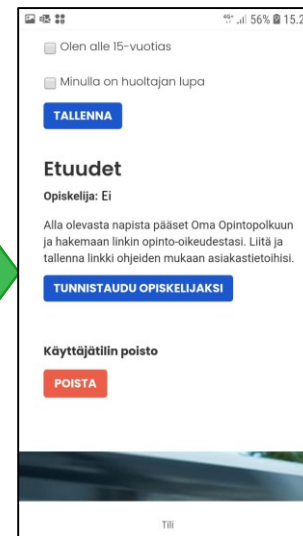 56% 15.2
Olen alle 15-vuotias
Minulla on huoltajan lupa
TALLENNA
Etuudet
Opiskelija: Ei
Alla olevasta napista pääset Oma Opintopolkuun
ja hakemaan linkin opinto-oikeudestasi. Liitä ja
tallenna linkki ohjeiden mukaan asiakastietoihisi.
TUNNISTAUDU OPISKELIJAKSI
Käyttäjätilin poisto
POISTA
Tili